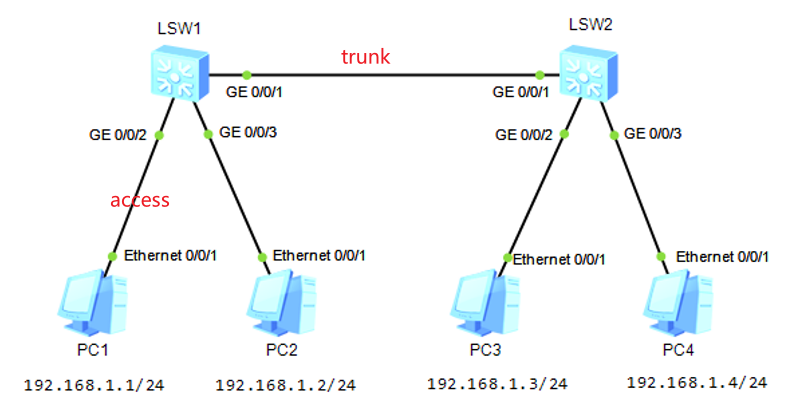 LSW1
LSW2
trunk
GE 0/0/1
GE 0/0/1
GE 0/0/2
GE 0/0/3
GE 0/0/2
GE 0/0/3
access
Ethernet 0/0/1
Ethernet 0/0/1
Ethernet 0/0/1
Ethernet 0/0/1
PC1
PC2
PC3
PC4
192.168.1.1/24
192.168.1.2/24
192.168.1.3/24
192.168.1.4/24